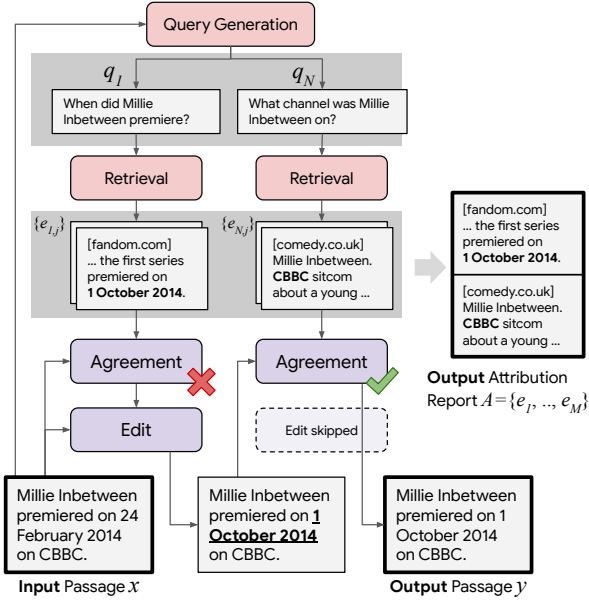 Query Generation
q1
qN
When did Millie
Inbetween premiere?
What channel was Millie
Inbetween on?
Retrieval
Retrieval
{e1,j}
[fandom.com]
... the first series
premiered on
1 October 2014.
{eN,j}
[comedy.co.uk]
Millie Inbetween.
CBBC sitcom
about a young ...
[fandom.com]
... the first series
premiered on
1 October 2014.
[comedy.co.uk]
Millie Inbetween.
CBBC sitcom
about a young ...
Output Attribution
Report A={e1, .., eM}
Agreement
Agreement
Edit
Edit skipped
Millie Inbetween
premiered on 24
February 2014
on CBBC.
Input Passage x
Millie Inbetween
premiered on 1
October 2014
on CBBC.
Millie Inbetween
premiered on 1
October 2014
on CBBC.
Output Passage y